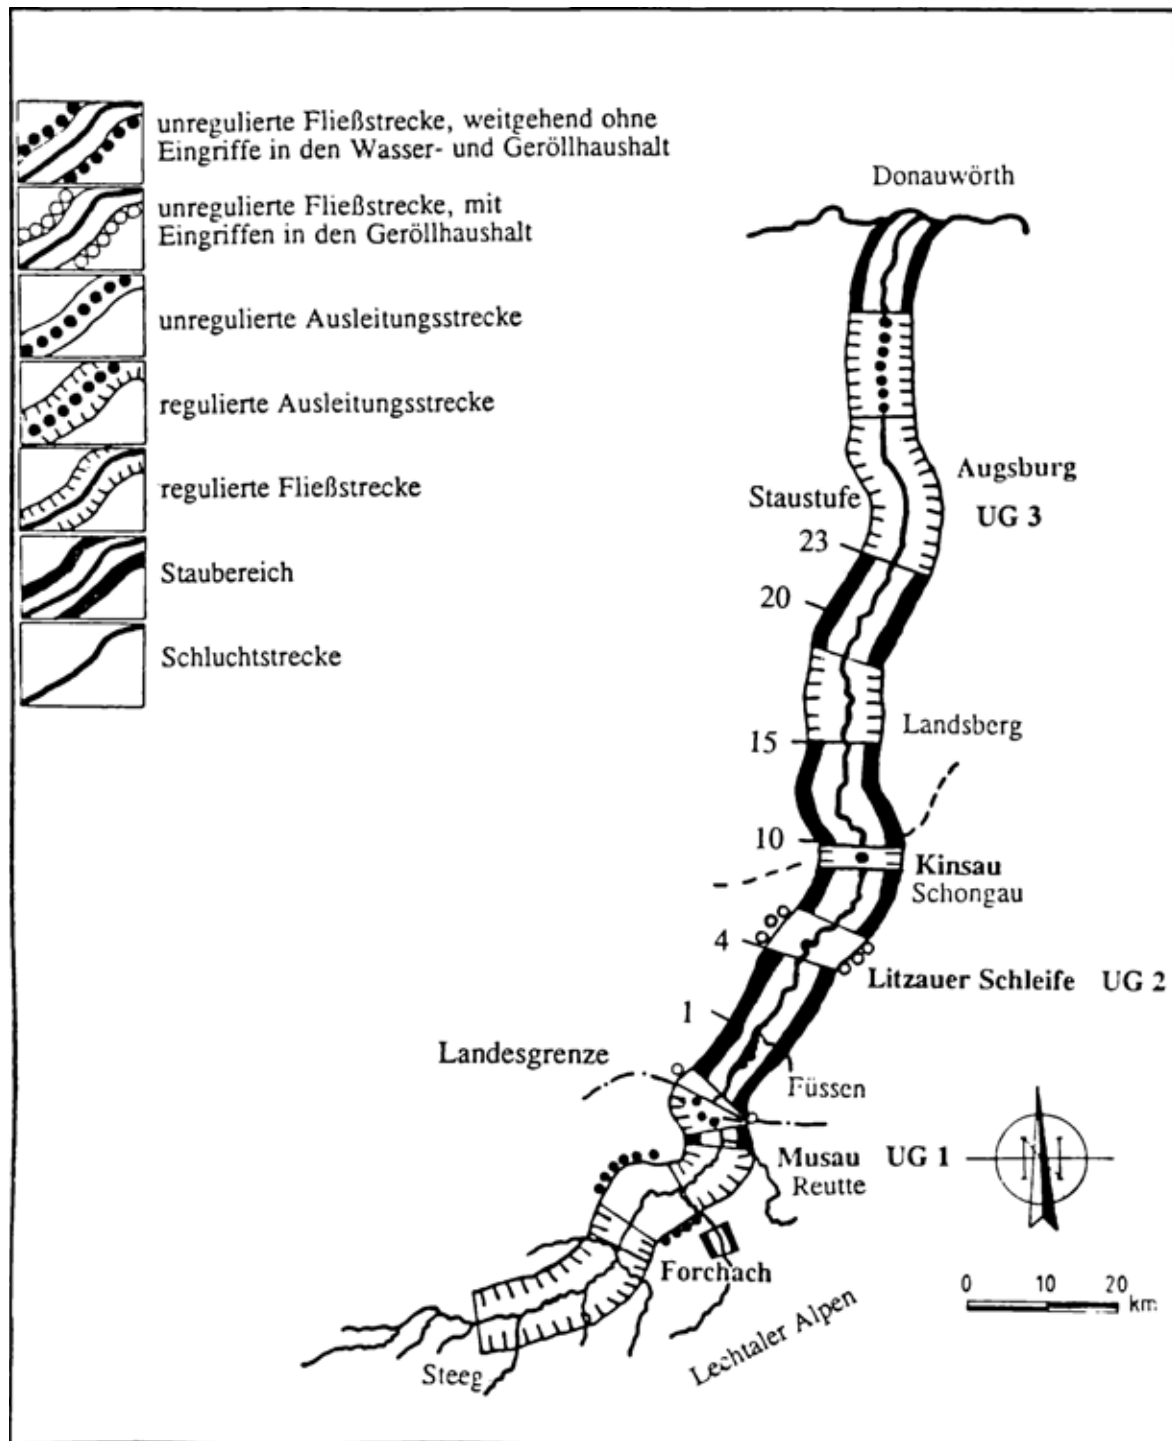 unregulierte Fließstrecke, weitgehend ohne
Eingriffe in den Wasser- und Geröllhaushalt
unregulierte Fließstrecke, mit
Eingriffen in den Geröllhaushalt
unregulierte Ausleitungsstrecke
regulierte Ausleitungsstrecke
regulierte Fließstrecke
Staubereich
Schluchtstrecke
Donauwörth
Augsburg
UG 3
Staustufe
23
20
Landsberg
15
10
Kinsau
Schongau
4
Litzauer Schleife UG 2
1
Landesgrenze
Füssen
Musau UG 1
Reutte
N
Forchach
0 10 20
km
Lechtaler Alpen
Steeg